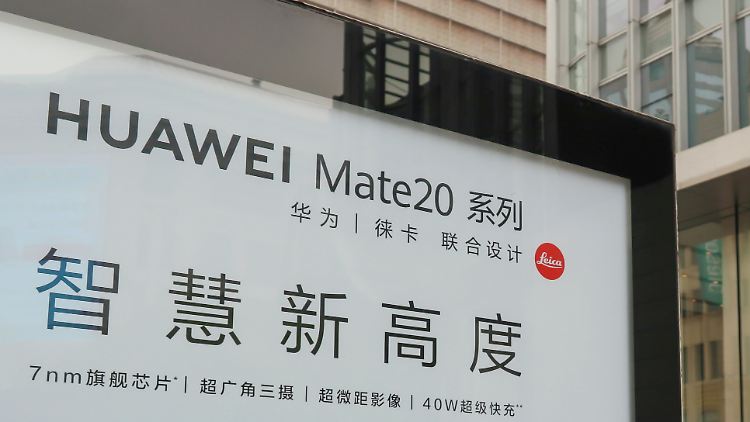 HUAWEI Mate20 系列
华为 | 徕卡 联合设计
Leica
智慧新高度
7nm旗舰芯片* | 超广角三摄 | 超微距影像 | 40W超级快充**